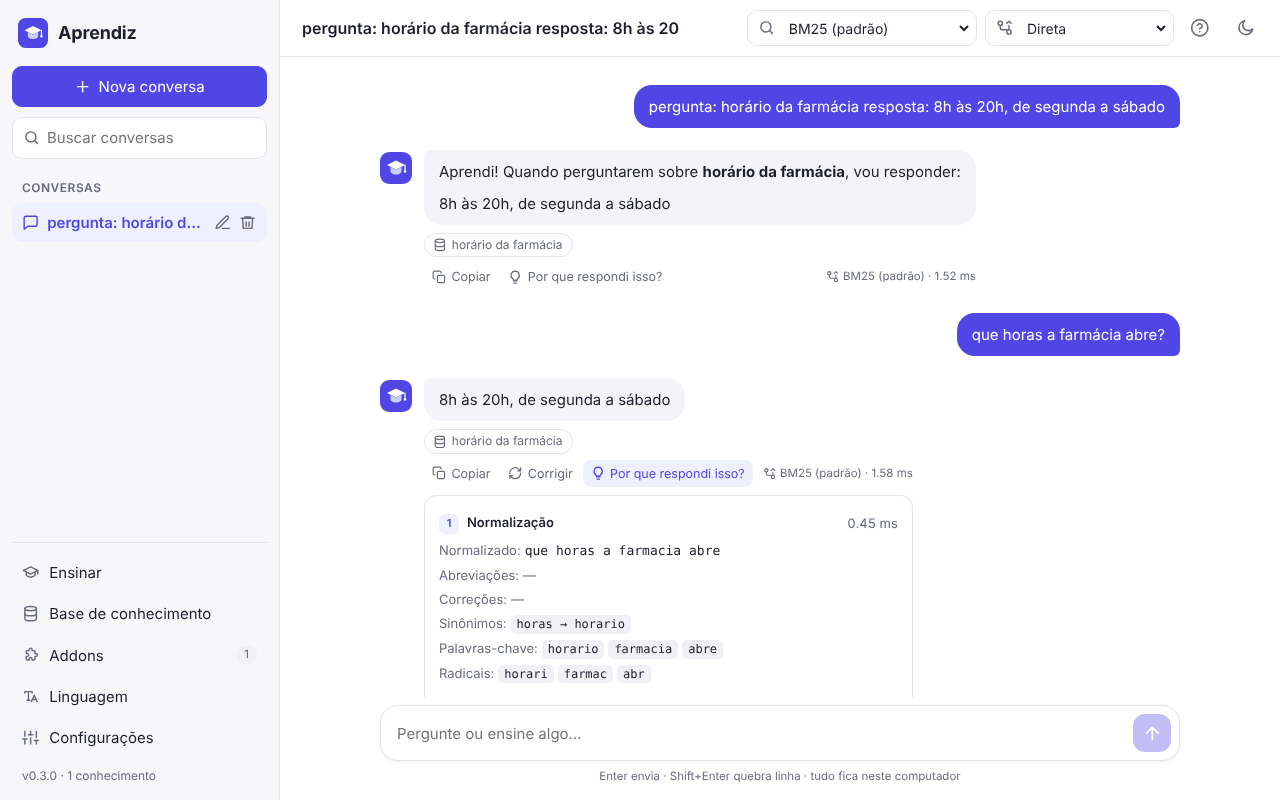 Aprendiz
Nova conversa
Buscar conversas
CONVERSAS
pergunta: horário d...
Ensinar
Base de conhecimento
Addons 1
Linguagem
Configurações
v0.3.0 · 1 conhecimento
pergunta: horário da farmácia resposta: 8h às 20
BM25 (padrão)
Direta
pergunta: horário da farmácia resposta: 8h às 20h, de segunda a sábado
Aprendi! Quando perguntarem sobre horário da farmácia, vou responder:
8h às 20h, de segunda a sábado
horário da farmácia
Copiar Por que respondi isso? BM25 (padrão) · 1.52 ms
que horas a farmácia abre?
8h às 20h, de segunda a sábado
horário da farmácia
Copiar Corrigir Por que respondi isso? BM25 (padrão) · 1.58 ms
1 Normalização 0.45 ms
Normalizado: que horas a farmacia abre
Abreviações: —
Correções: —
Sinônimos: horas → horario
Palavras-chave: horario farmacia abre
Radicais: horari farmac abr
Pergunte ou ensine algo...
Enter envia · Shift+Enter quebra linha · tudo fica neste computador